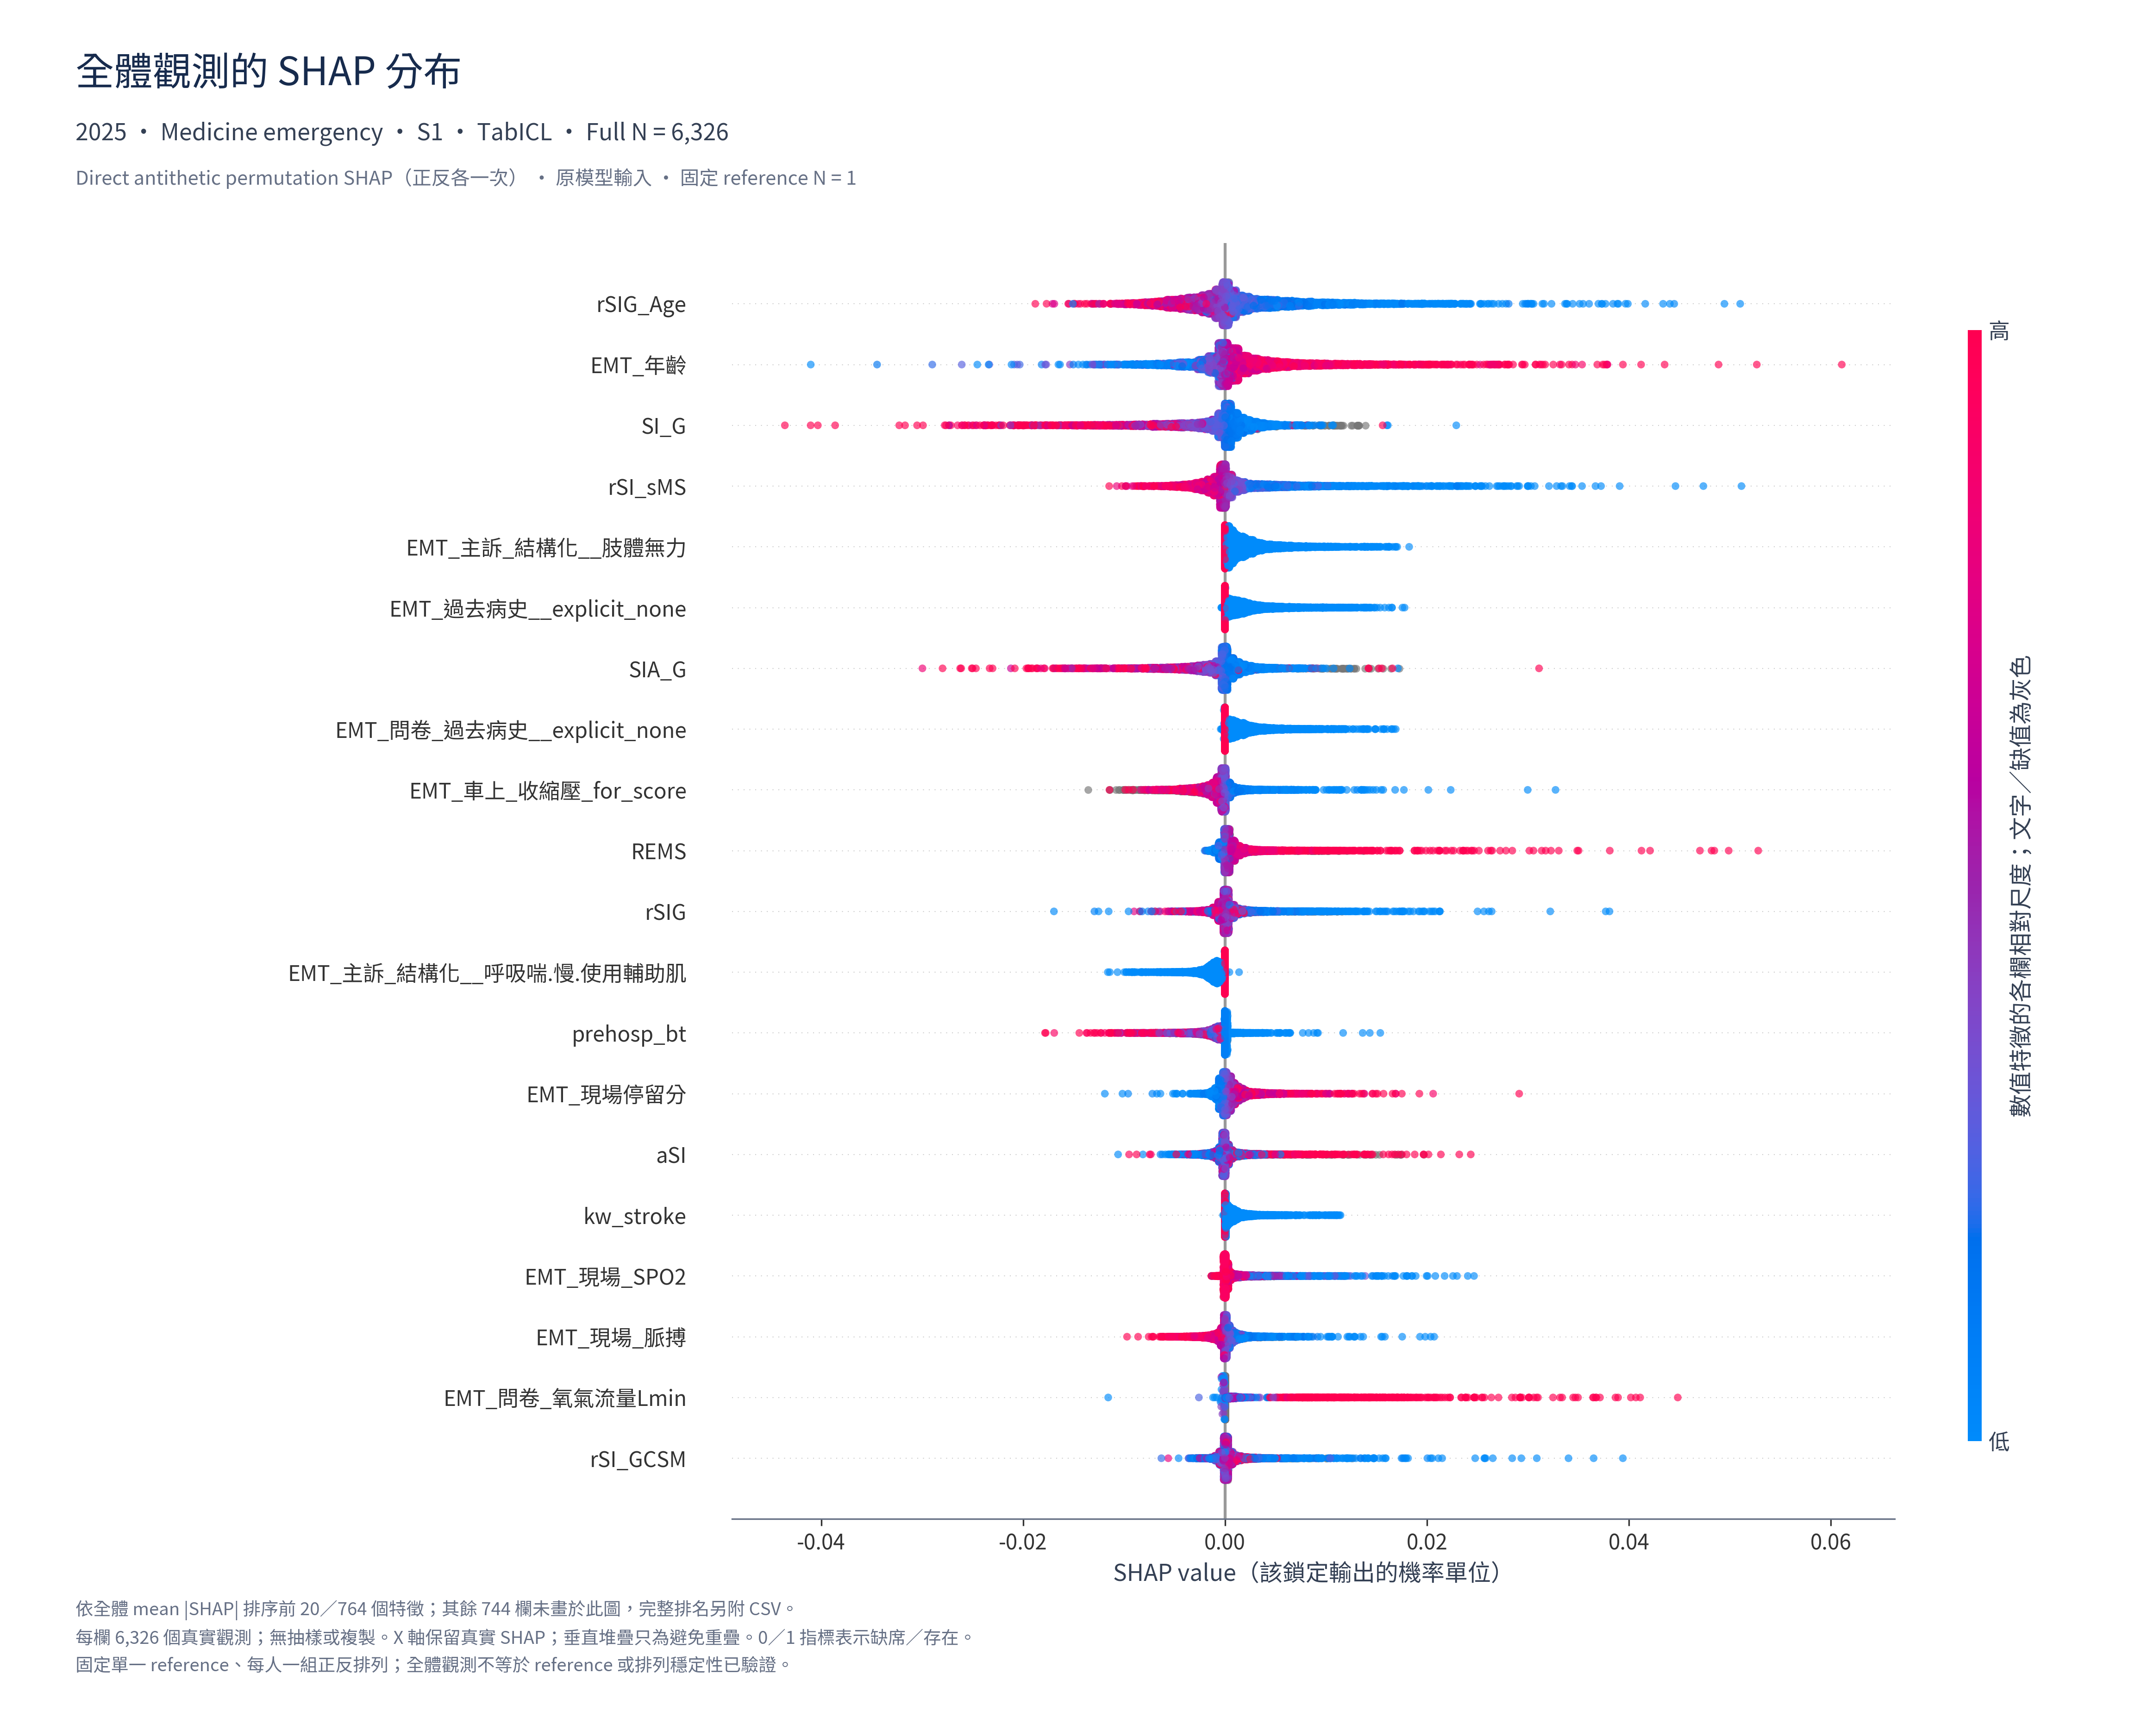 全體觀測的 SHAP 分布
2025 • Medicine emergency • S1 • TabICL • Full N = 6,326
Direct antithetic permutation SHAP（正反各一次） • 原模型輸入 • 固定 reference N = 1
rSIG_Age
EMT_年齡
SI_G
rSI_sMS
EMT_主訴_結構化__肢體無力
EMT_過去病史__explicit_none
SIA_G
EMT_問卷_過去病史__explicit_none
EMT_車上_收縮壓_for_score
REMS
rSIG
EMT_主訴_結構化__呼吸喘.慢.使用輔助肌
prehosp_bt
EMT_現場停留分
aSI
kw_stroke
EMT_現場_SPO2
EMT_現場_脈搏
EMT_問卷_氧氣流量Lmin
rSI_GCSM
-0.04
-0.02
0.00
0.02
0.04
0.06
SHAP value（該鎖定輸出的機率單位）
高
低
數值特徵的各欄相對尺度；文字／缺值為灰色
依全體 mean |SHAP| 排序前 20／764 個特徵；其餘 744 欄未畫於此圖，完整排名另附 CSV。
每欄 6,326 個真實觀測；無抽樣或複製。X 軸保留真實 SHAP；垂直堆疊只為避免重疊。0／1 指標表示缺席／存在。
固定單一 reference、每人一組正反排列；全體觀測不等於 reference 或排列穩定性已驗證。